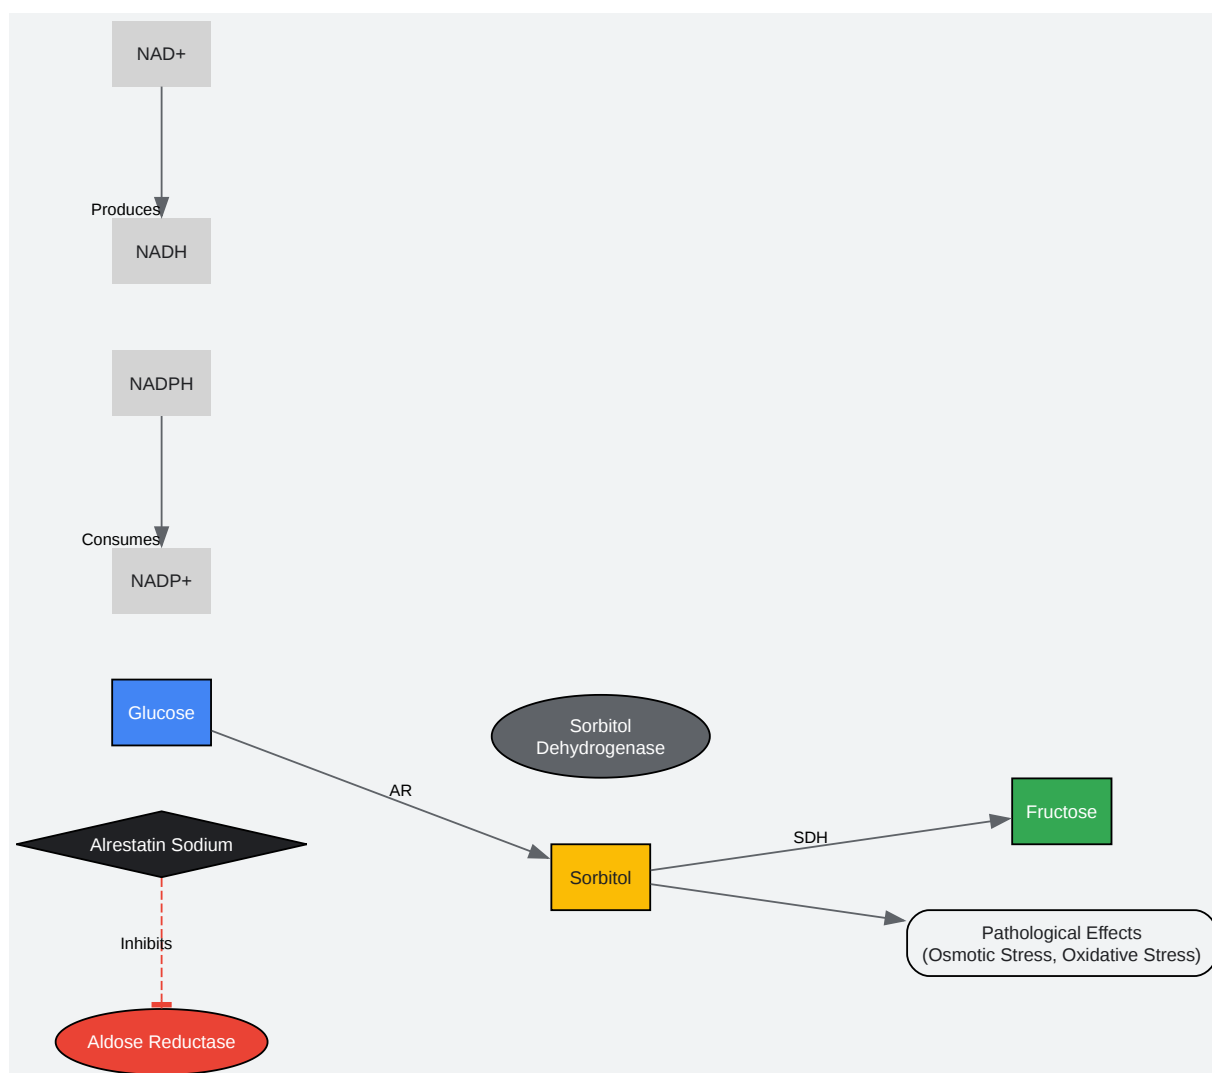 NAD+
Produces
NADH
NADPH
Consumes
NADP+
Glucose
Sorbitol
Dehydrogenase
AR
Fructose
SDH
Alrestatin Sodium
Sorbitol
Pathological Effects
(Osmotic Stress, Oxidative Stress)
Inhibits
Aldose Reductase